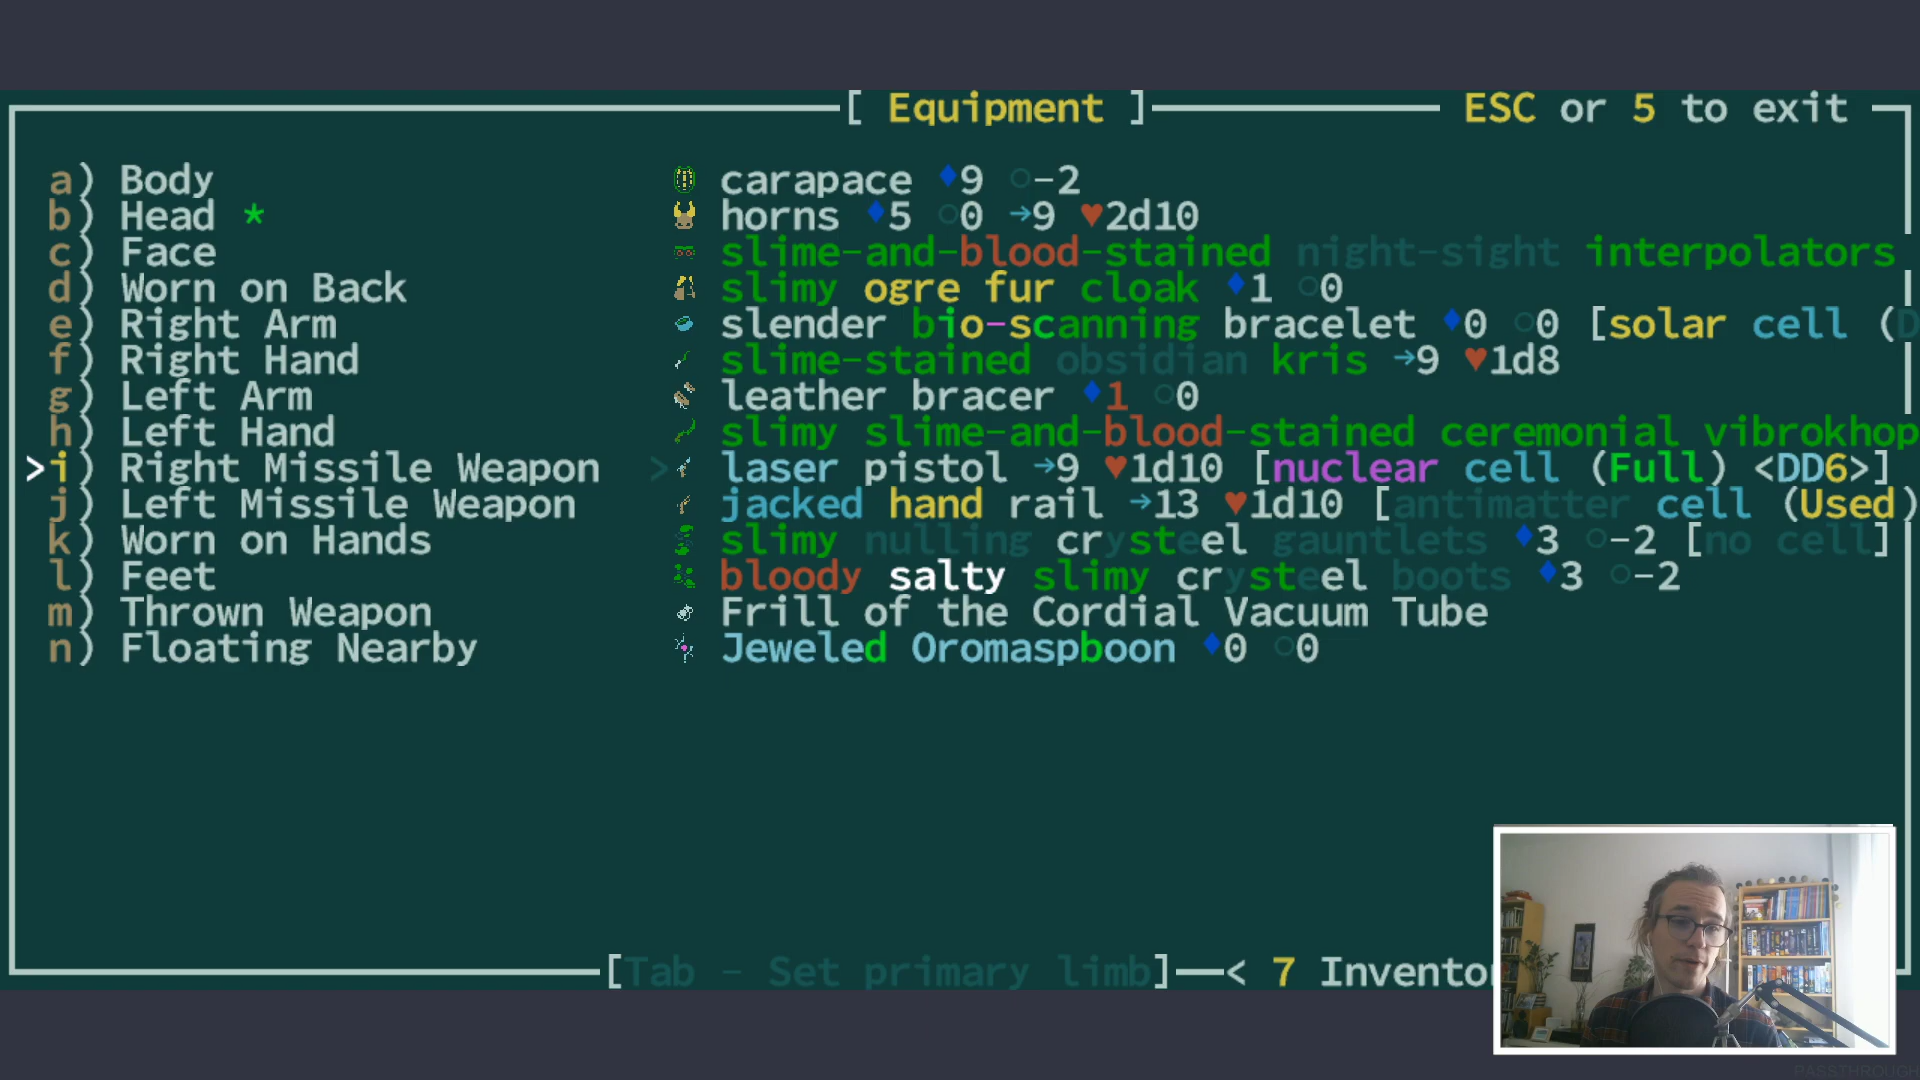 [ Equipment ] ESC or 5 to exit
a) Body carapace ♦9 ○-2
b) Head * horns ♦5 ○0 →9 ♥2d10
c) Face slime-and-blood-stained night-sight interpolators
d) Worn on Back slimy ogre fur cloak ♦1 ○0
e) Right Arm slender bio-scanning bracelet ♦0 ○0 [solar cell (D
f) Right Hand slime-stained obsidian kris →9 ♥1d8
g) Left Arm leather bracer ♦1 ○0
h) Left Hand slimy slime-and-blood-stained ceremonial vibrokhop
>i) Right Missile Weapon > laser pistol →9 ♥1d10 [nuclear cell (Full) <DD6>]
j) Left Missile Weapon jacked hand rail →13 ♥1d10 [antimatter cell (Used)
k) Worn on Hands slimy nulling crysteel gauntlets ♦3 ○-2 [no cell]
l) Feet bloody salty slimy crysteel boots ♦3 ○-2
m) Thrown Weapon Frill of the Cordial Vacuum Tube
n) Floating Nearby Jeweled Oromaspboon ♦0 ○0
[Tab - Set primary limb] < 7 Invento
PASSTHROUGH